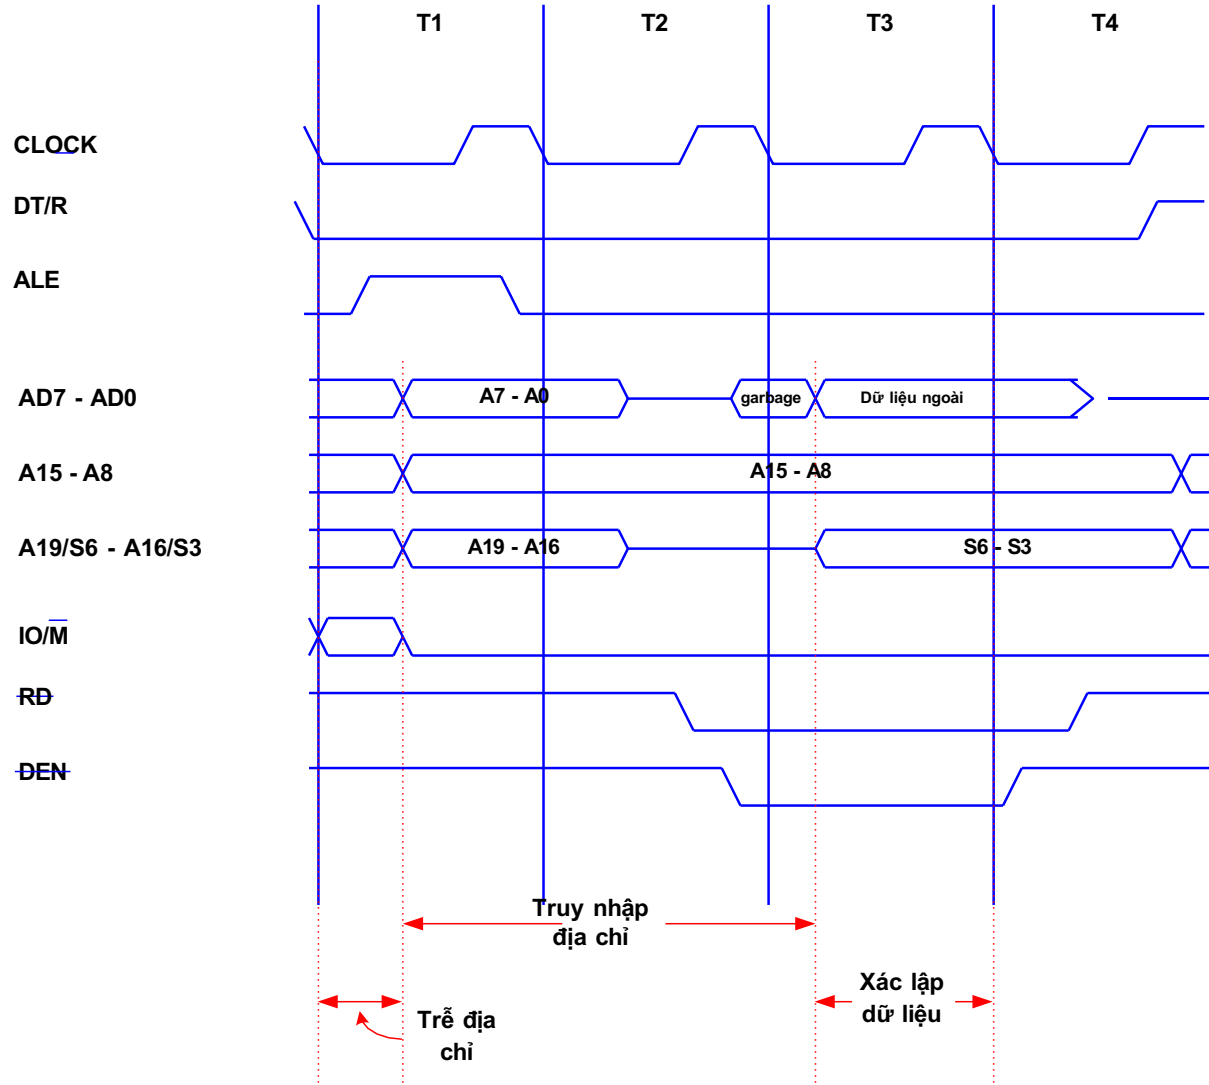 T1 T2 T3 T4
CLOCK
DT/R
ALE
AD7 - AD0
A7 - A0
garbage
Dữ liệu ngoài
A15 - A8
A15 - A8
A19/S6 - A16/S3
A19 - A16
S6 - S3
IO/M
RD
DEN
Truy nhập
địa chỉ
Xác lập
dữ liệu
Trễ địa
chỉ